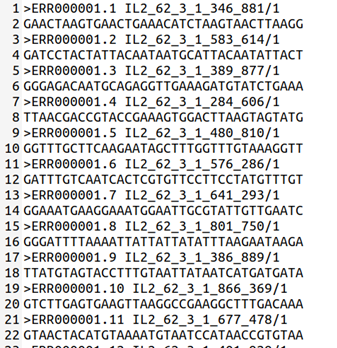 1 >ERR000001.1 IL2_62_3_1_346_881/1
2 GAACTAAGTGAACTGAAACATCTAAGTAACTTAAGG
3 >ERR000001.2 IL2_62_3_1_583_614/1
4 GATCCTACTATTACAATAATGCATTACAATATTACT
5 >ERR000001.3 IL2_62_3_1_389_877/1
6 GGGAGACAATGCAGAGGTTGAAAGATGTATCTGAAA
7 >ERR000001.4 IL2_62_3_1_284_606/1
8 TTAACGACCGTACCGAAAGTGGACTTAAGTAGTATG
9 >ERR000001.5 IL2_62_3_1_480_810/1
10 GGTTTGCTTCAAGAATAGCTTTGGTTTGTAAAGGTT
11 >ERR000001.6 IL2_62_3_1_576_286/1
12 GATTTGTCAATCACTCGTGTTCCTTCCTATGTTTGT
13 >ERR000001.7 IL2_62_3_1_641_293/1
14 GGAAATGAAGGAAATGGAATTGCGTATTGTTGAATC
15 >ERR000001.8 IL2_62_3_1_801_750/1
16 GGGATTTTAAAATTATTATTATATTTAAGAATAAGA
17 >ERR000001.9 IL2_62_3_1_386_889/1
18 TTATGTAGTACCTTTGTAATTATAATCATGATGATA
19 >ERR000001.10 IL2_62_3_1_866_369/1
20 GTCTTGAGTGAAGTTAAGGCCGAAGGCTTTGACAAA
21 >ERR000001.11 IL2_62_3_1_677_478/1
22 GTAACTACATGTAAAATGTAATCCATAACCGTGTAA